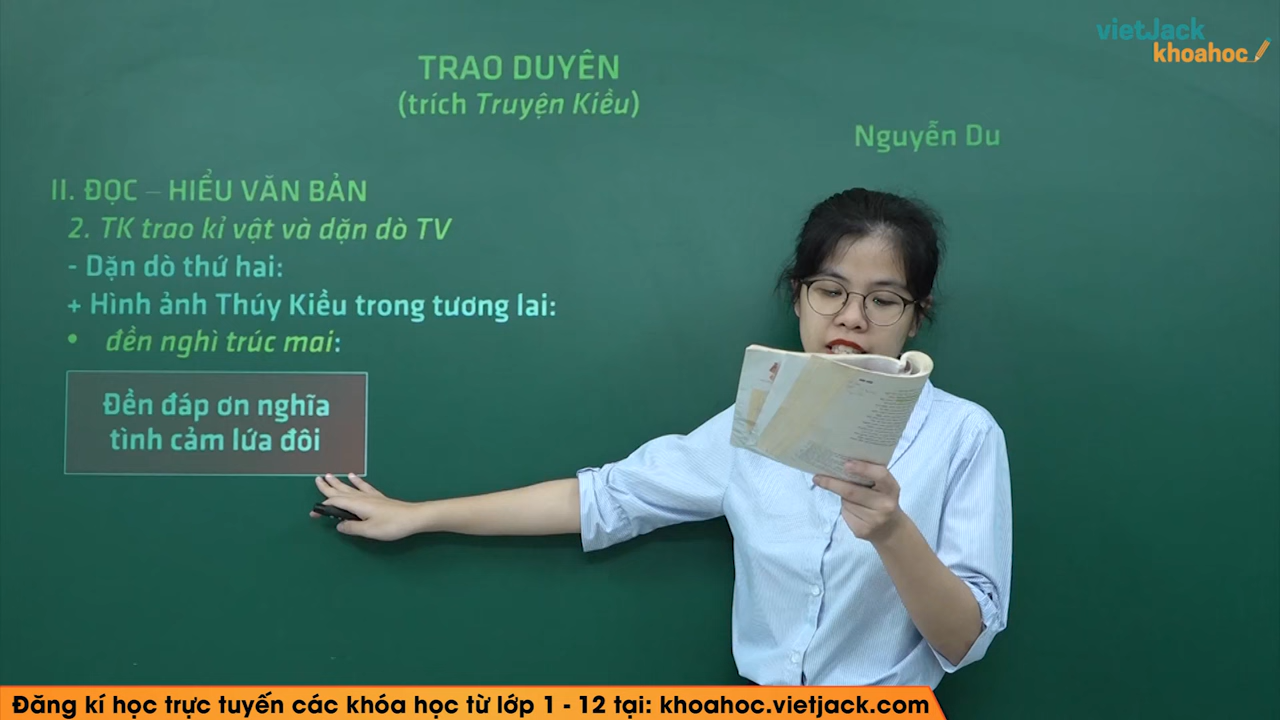 vietJack
khoahoc
TRAO DUYÊN
(trích Truyện Kiều)
Nguyễn Du
II. ĐỌC – HIỂU VĂN BẢN
2. TK trao kỉ vật và dặn dò TV
- Dặn dò thứ hai:
+ Hình ảnh Thúy Kiều trong tương lai:
• đền nghì trúc mai:
Đền đáp ơn nghĩa
tình cảm lứa đôi
Đăng kí học trực tuyến các khóa học từ lớp 1 - 12 tại: khoahoc.vietjack.com